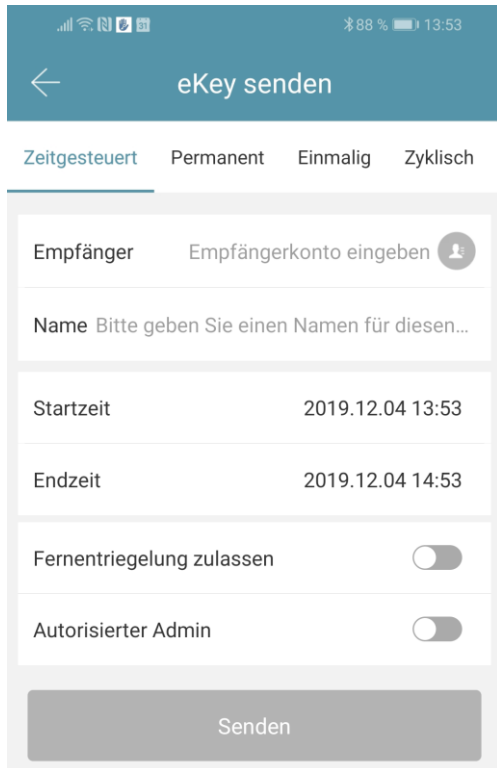 88 % 13:53
eKey senden
Zeitgesteuert Permanent Einmalig Zyklisch
Empfänger Empfängerkonto eingeben
Name Bitte geben Sie einen Namen für diesen...
Startzeit 2019.12.04 13:53
Endzeit 2019.12.04 14:53
Fernentriegelung zulassen
Autorisierter Admin
Senden